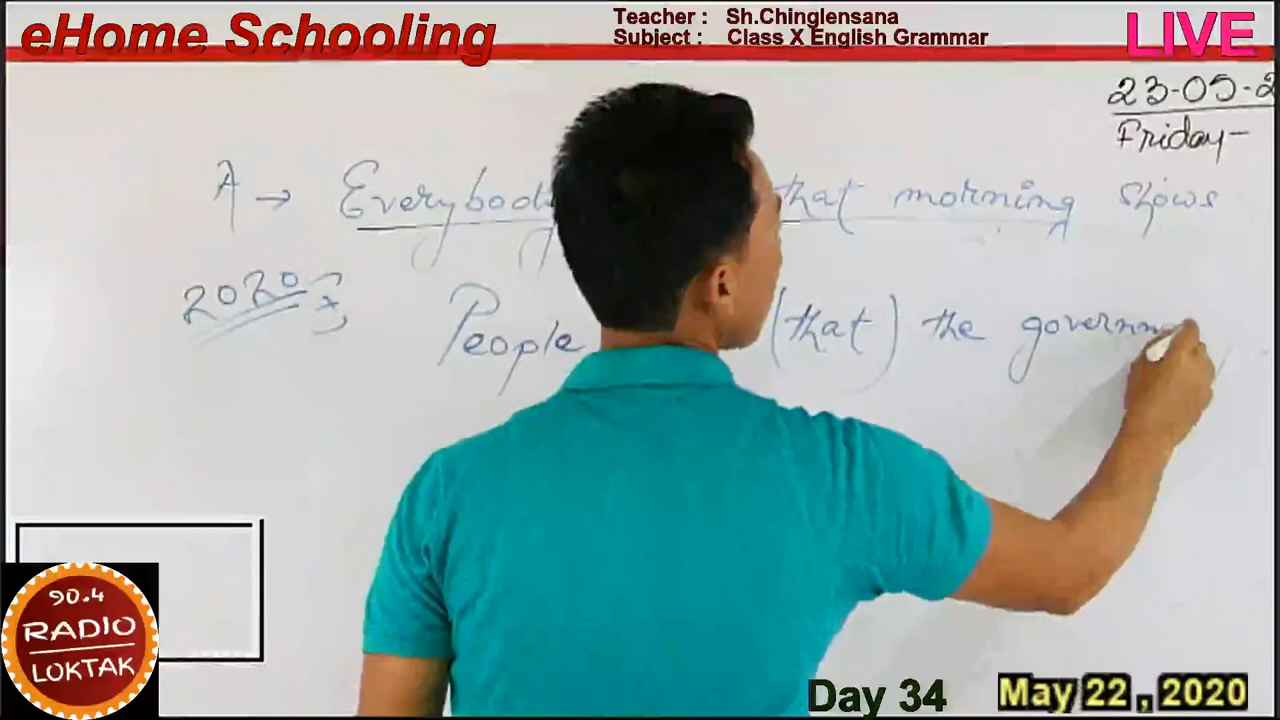 eHome Schooling
Teacher : Sh.Chinglensana
Subject : Class X English Grammar
LIVE
23-05-2
Friday-
A → Everybody that morning shows
2020
People (that) the governm
90.4
RADIO
LOKTAK
Day 34
May 22 , 2020